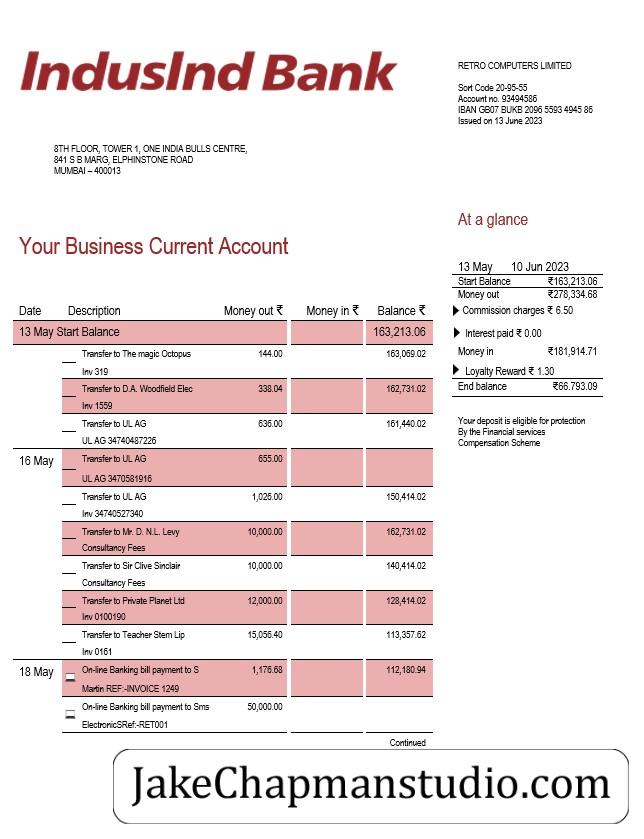 IndusInd Bank
RETRO COMPUTERS LIMITED
Sort Code 20-95-55
Account no. 93494586
IBAN GB07 BUKB 2096 5593 4945 86
Issued on 13 June 2023
8TH FLOOR, TOWER 1, ONE INDIA BULLS CENTRE,
841 S B MARG, ELPHINSTONE ROAD
MUMBAI – 400013
At a glance
13 May 10 Jun 2023
Start Balance ₹163,213.06
Money out ₹278,334.68
Commission charges ₹ 6.50
Interest paid ₹ 0.00
Money in ₹181,914.71
Loyalty Reward ₹ 1.30
End balance ₹66.793.09
Your deposit is eligible for protection
By the Financial services
Compensation Scheme
Your Business Current Account
Date Description Money out ₹ Money in ₹ Balance ₹
13 May Start Balance 163,213.06
Transfer to The magic Octopus 144.00 163,069.02
Inv 319
Transfer to D.A. Woodfield Elec 338.04 162,731.02
Inv 1559
Transfer to UL AG 636.00 161,440.02
UL AG 34740487226
16 May Transfer to UL AG 655.00
UL AG 3470581916
Transfer to UL AG 1,026.00 150,414.02
Inv 34740527340
Transfer to Mr. D. N.L. Levy 10,000.00 162,731.02
Consultancy Fees
Transfer to Sir Clive Sinclair 10,000.00 140,414.02
Consultancy Fees
Transfer to Private Planet Ltd 12,000.00 128,414.02
Inv 0100190
Transfer to Teacher Stem Lip 15,056.40 113,357.62
Inv 0161
18 May On-line Banking bill payment to S 1,176.68 112,180.94
Martin REF:-INVOICE 1249
On-line Banking bill payment to Sms 50,000.00
ElectronicSRef:-RET001
Continued
JakeChapmanstudio.com